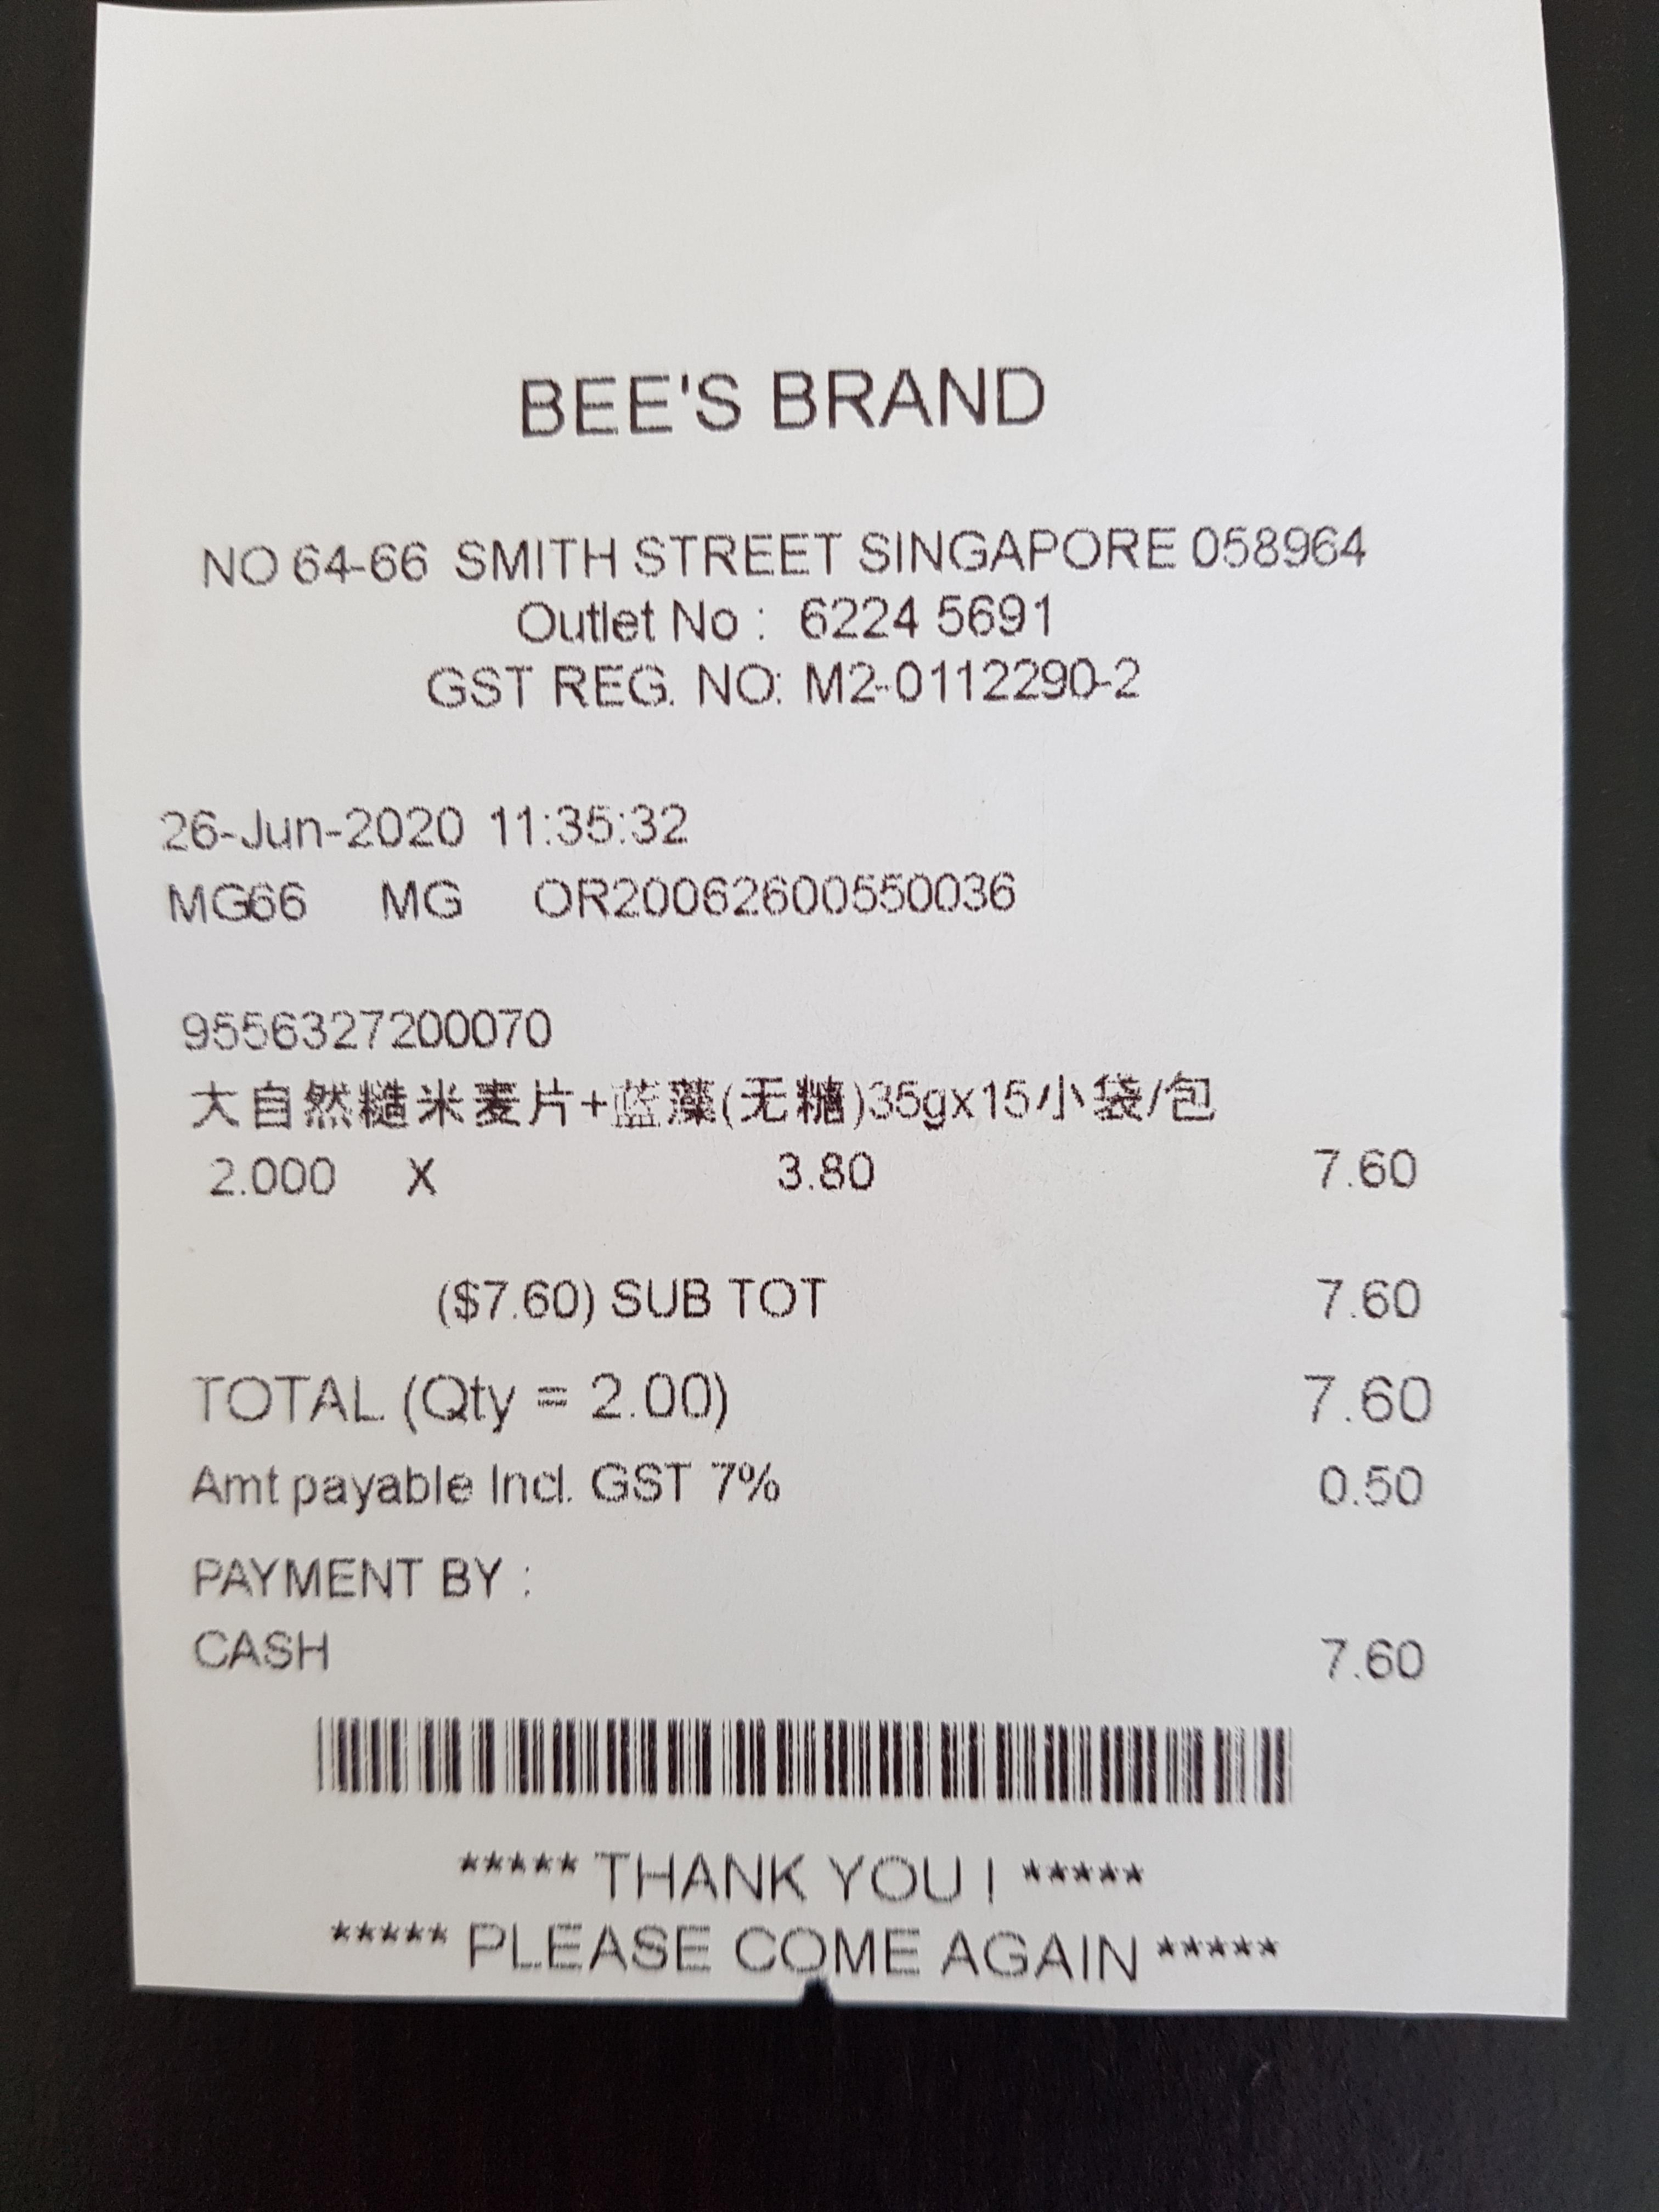 BEE'S BRAND
NO 64-66 SMITH STREET SINGAPORE 058964
Outlet No : 6224 5691
GST REG. NO: M2-0112290-2
26-Jun-2020 11:35:32
MG66 MG OR20062600550036
9556327200070
大自然糙米麦片+蓝藻(无糖)35gx15小袋/包
2.000 X 3.80 7.60
($7.60) SUB TOT 7.60
TOTAL (Qty = 2.00) 7.60
Amt payable Incl. GST 7% 0.50
PAYMENT BY :
CASH 7.60
***** THANK YOU ! *****
***** PLEASE COME AGAIN *****